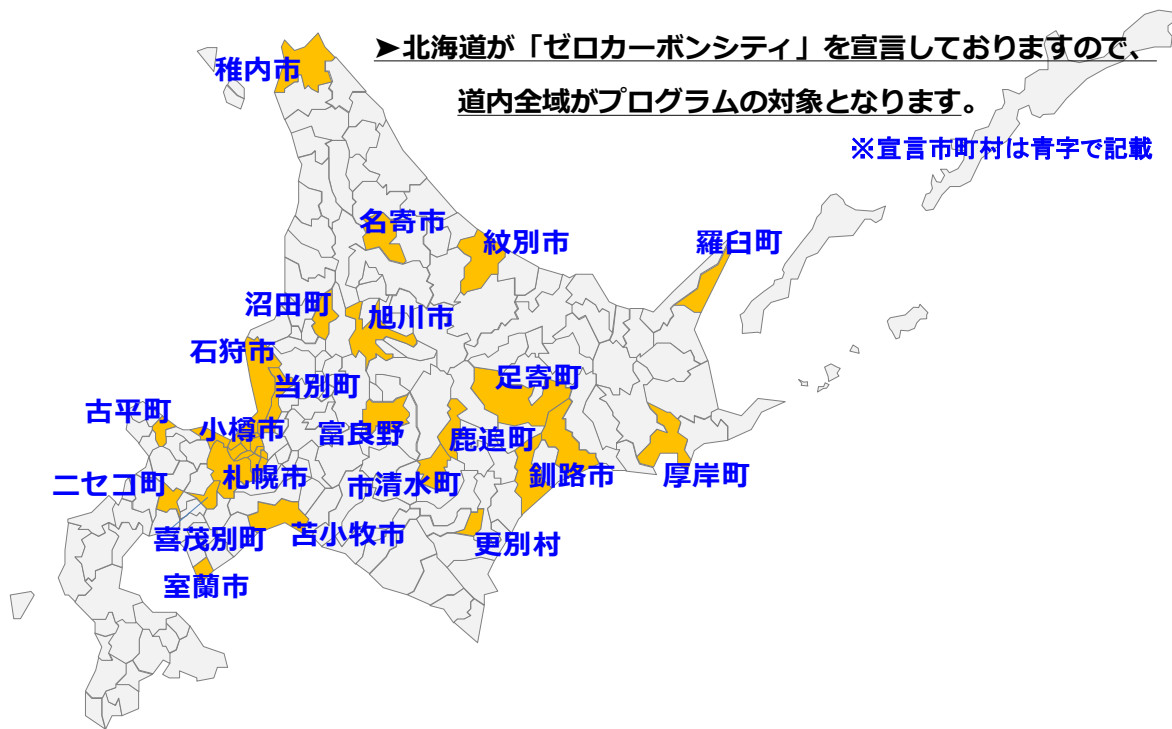 ➤北海道が「ゼロカーボンシティ」を宣言しておりますので、
道内全域がプログラムの対象となります。
※宣言市町村は青字で記載
稚内市
名寄市
紋別市
羅臼町
沼田町
旭川市
石狩市
当別町
足寄町
古平町
小樽市
富良野
市
鹿追町
ニセコ町
札幌市
清水町
釧路市
厚岸町
喜茂別町
苫小牧市
更別村
室蘭市